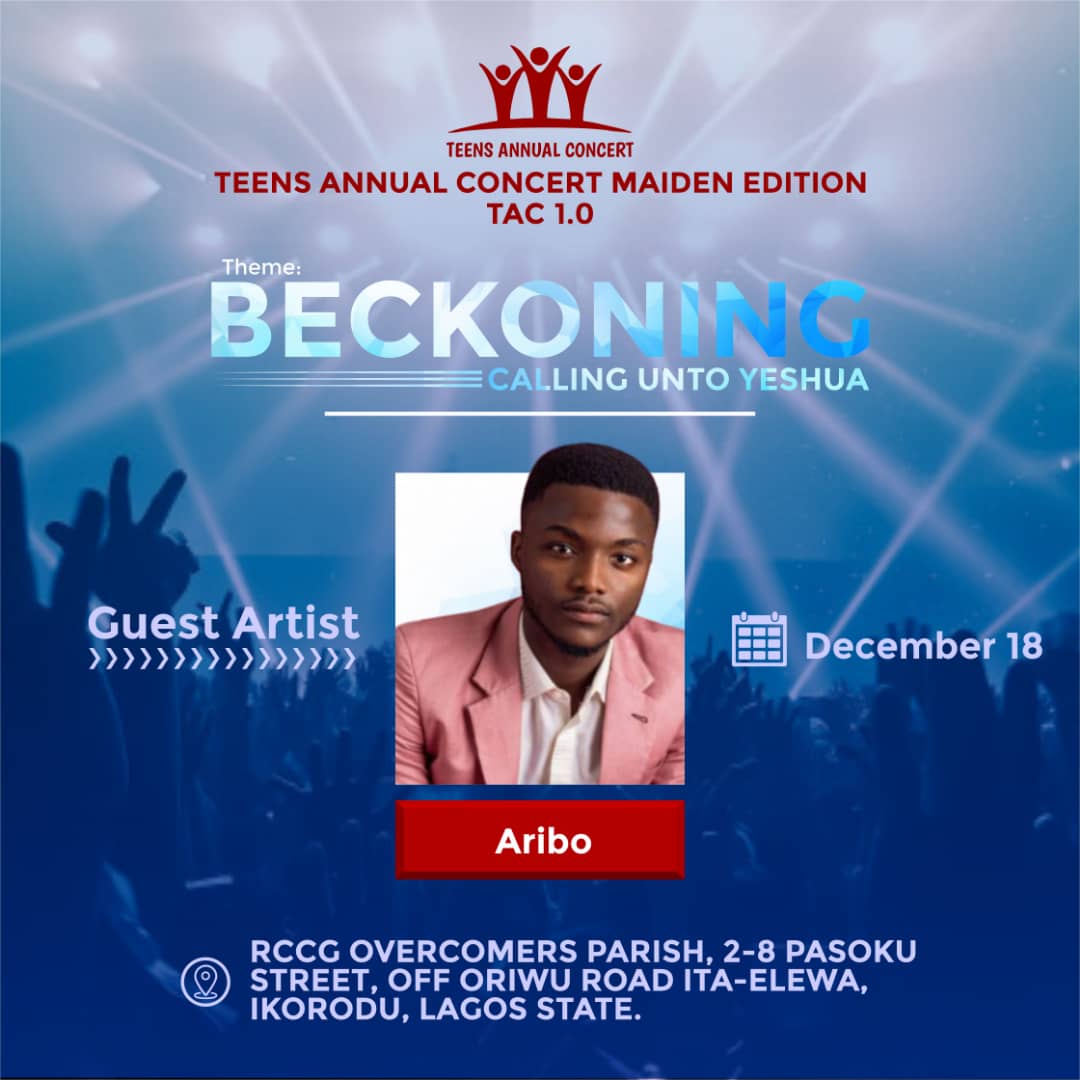 TEENS ANNUAL CONCERT
TEENS ANNUAL CONCERT MAIDEN EDITION
TAC 1.0
Theme:
BECKONING
CALLING UNTO YESHUA
Guest Artist
December 18
Aribo
RCCG OVERCOMERS PARISH, 2-8 PASOKU
STREET, OFF ORIWU ROAD ITA-ELEWA,
IKORODU, LAGOS STATE.